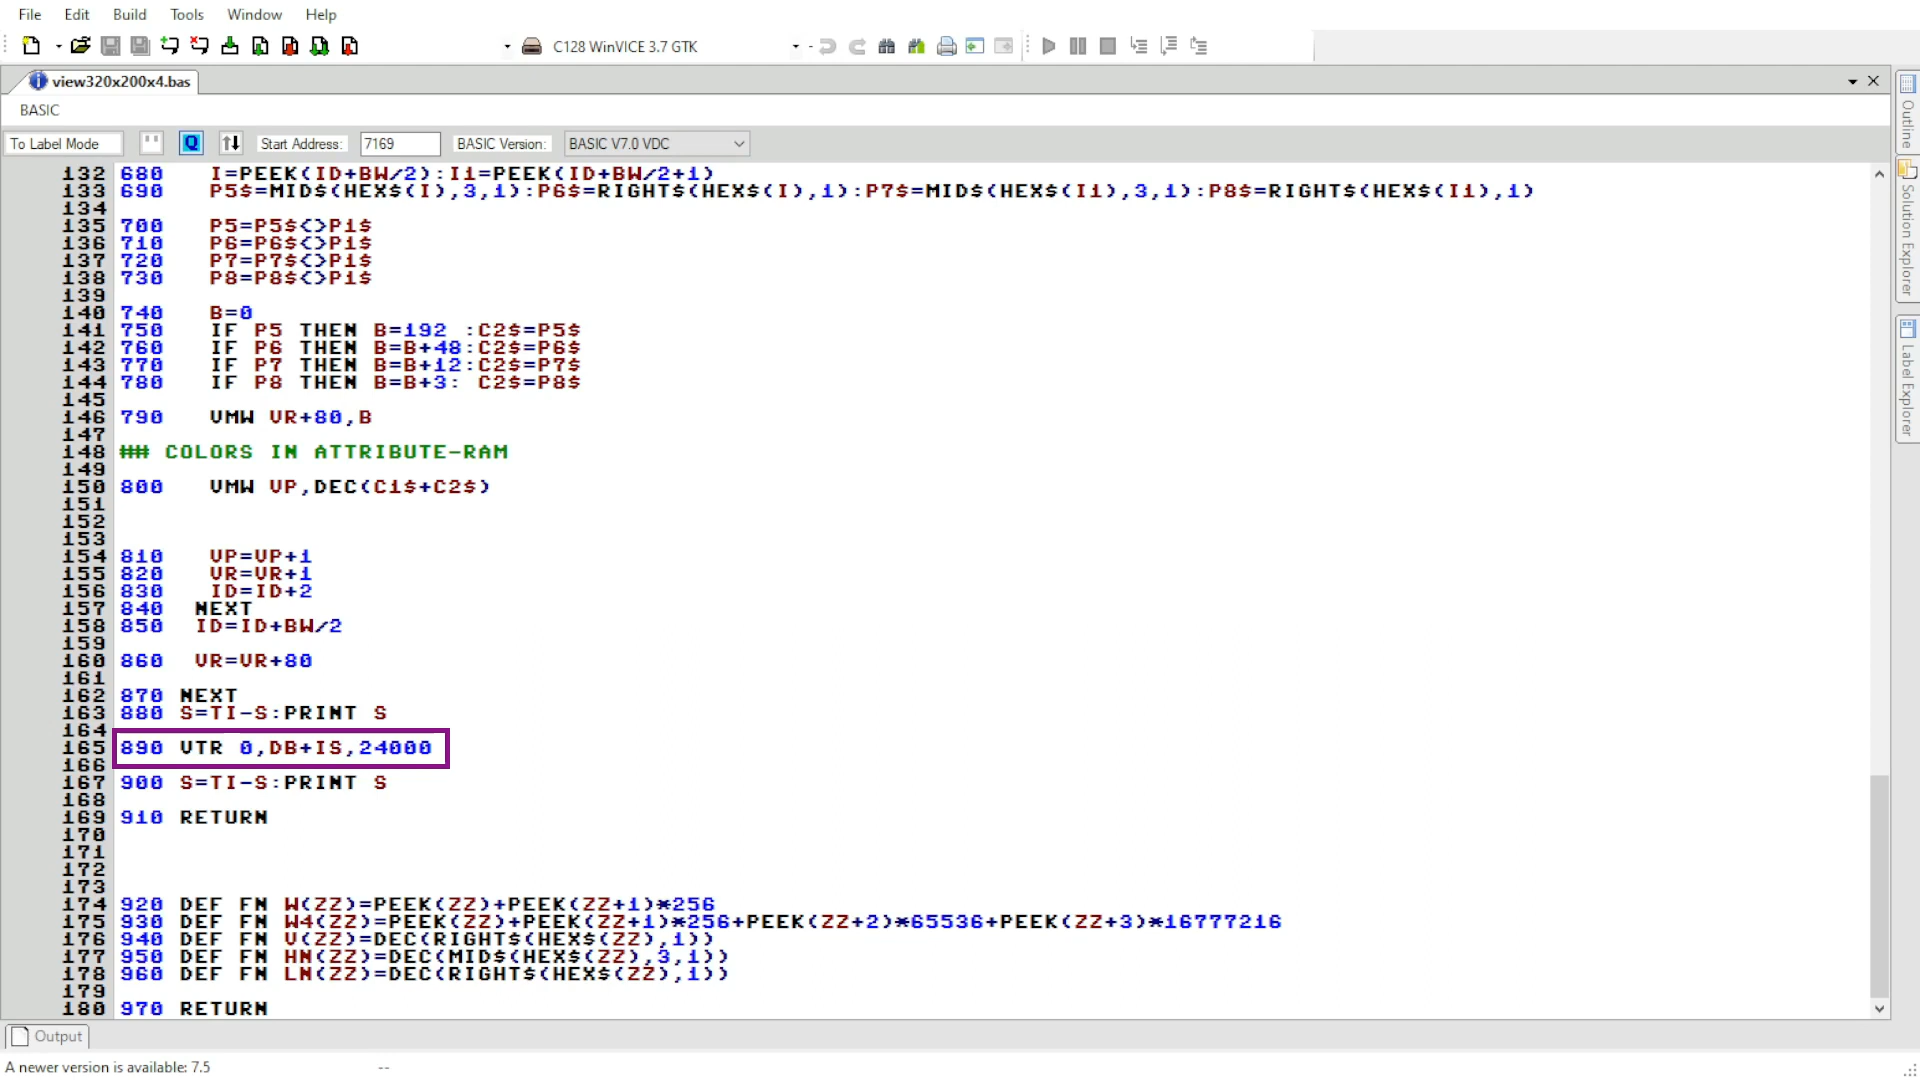 File Edit Build Tools Window Help
C128 WinVICE 3.7 GTK
view320x200x4.bas
BASIC
To Label Mode " Q Start Address: 7169 BASIC Version: BASIC V7.0 VDC
132 680 I=PEEK(ID+BW/2):I1=PEEK(ID+BW/2+1)
133 690 P5$=MID$(HEX$(I),3,1):P6$=RIGHT$(HEX$(I),1):P7$=MID$(HEX$(I1),3,1):P8$=RIGHT$(HEX$(I1),1)
134
135 700 P5=P5$<>P1$
136 710 P6=P6$<>P1$
137 720 P7=P7$<>P1$
138 730 P8=P8$<>P1$
139
140 740 B=0
141 750 IF P5 THEN B=192 :C2$=P5$
142 760 IF P6 THEN B=B+48:C2$=P6$
143 770 IF P7 THEN B=B+12:C2$=P7$
144 780 IF P8 THEN B=B+3: C2$=P8$
145
146 790 VMW VR+80,B
147
148 ## COLORS IN ATTRIBUTE-RAM
149
150 800 VMW VP,DEC(C1$+C2$)
151
152
153
154 810 VP=VP+1
155 820 VR=VR+1
156 830 ID=ID+2
157 840 NEXT
158 850 ID=ID+BW/2
159
160 860 VR=VR+80
161
162 870 NEXT
163 880 S=TI-S:PRINT S
164
165 890 VTR 0,DB+IS,24000
166
167 900 S=TI-S:PRINT S
168
169 910 RETURN
170
171
172
173
174 920 DEF FN W(ZZ)=PEEK(ZZ)+PEEK(ZZ+1)*256
175 930 DEF FN W4(ZZ)=PEEK(ZZ)+PEEK(ZZ+1)*256+PEEK(ZZ+2)*65536+PEEK(ZZ+3)*16777216
176 940 DEF FN V(ZZ)=DEC(RIGHT$(HEX$(ZZ),1))
177 950 DEF FN HN(ZZ)=DEC(MID$(HEX$(ZZ),3,1))
178 960 DEF FN LN(ZZ)=DEC(RIGHT$(HEX$(ZZ),1))
179
180 970 RETURN
Outline
Solution Explorer
Label Explorer
Output
A newer version is available: 7.5 --